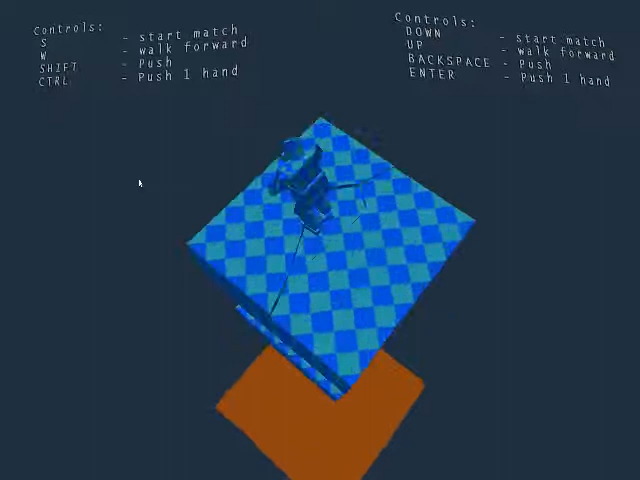 Controls:
S - start match
W - walk forward
SHIFT - Push
CTRL - Push 1 hand
Controls:
DOWN - start match
UP - walk forward
BACKSPACE - Push
ENTER - Push 1 hand